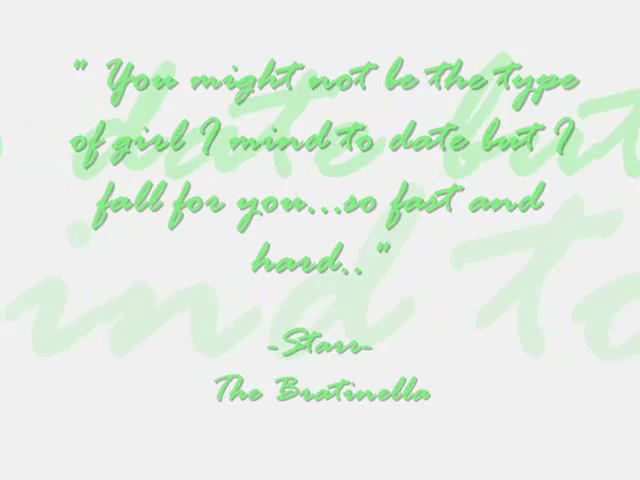 " You might not be the type
of girl I mind to date but I
fall for you...so fast and
hard.. "
-Starr-
The Bratinella